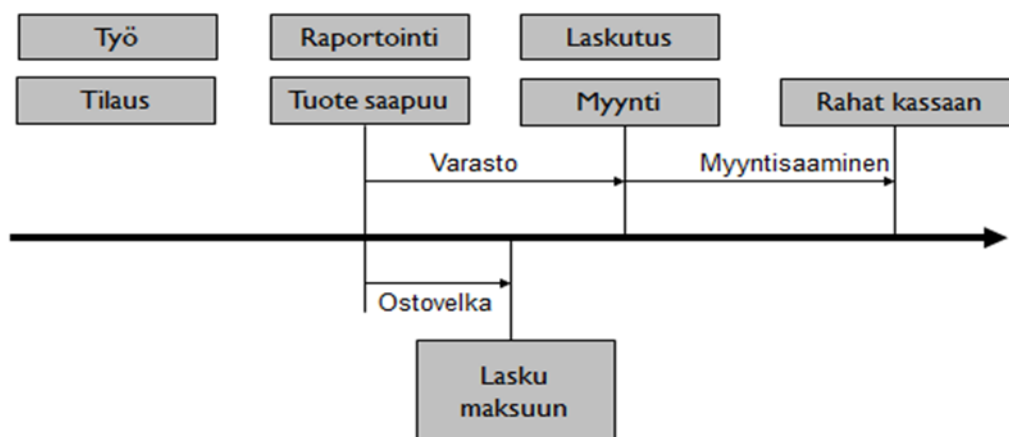 Työ
Raportointi
Laskutus
Tilaus
Tuote saapuu
Myynti
Rahat kassaan
Varasto
Myyntisaaminen
Ostovelka
Lasku
maksuun